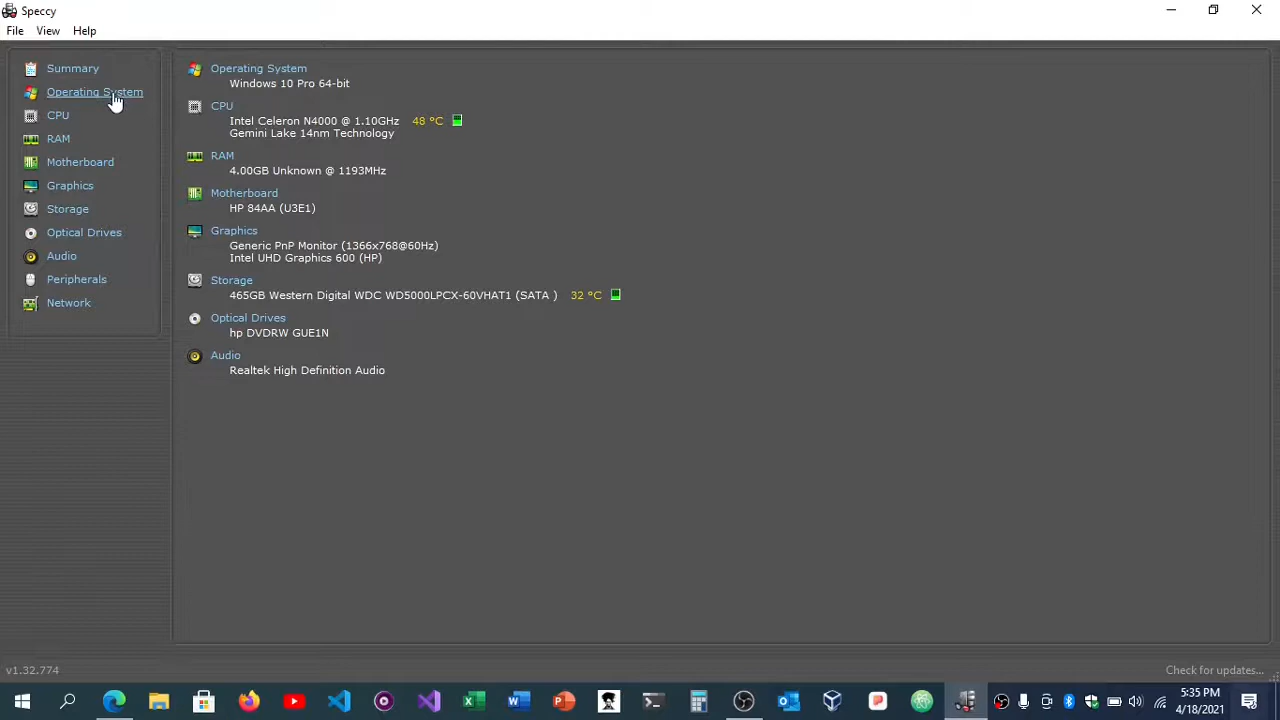 Speccy
File View Help
Summary
Operating System
CPU
RAM
Motherboard
Graphics
Storage
Optical Drives
Audio
Peripherals
Network
Operating System
Windows 10 Pro 64-bit
CPU
Intel Celeron N4000 @ 1.10GHz 48 °C
Gemini Lake 14nm Technology
RAM
4.00GB Unknown @ 1193MHz
Motherboard
HP 84AA (U3E1)
Graphics
Generic PnP Monitor (1366x768@60Hz)
Intel UHD Graphics 600 (HP)
Storage
465GB Western Digital WDC WD5000LPCX-60VHAT1 (SATA ) 32 °C
Optical Drives
hp DVDRW GUE1N
Audio
Realtek High Definition Audio
v1.32.774
Check for updates...
5:35 PM
4/18/2021